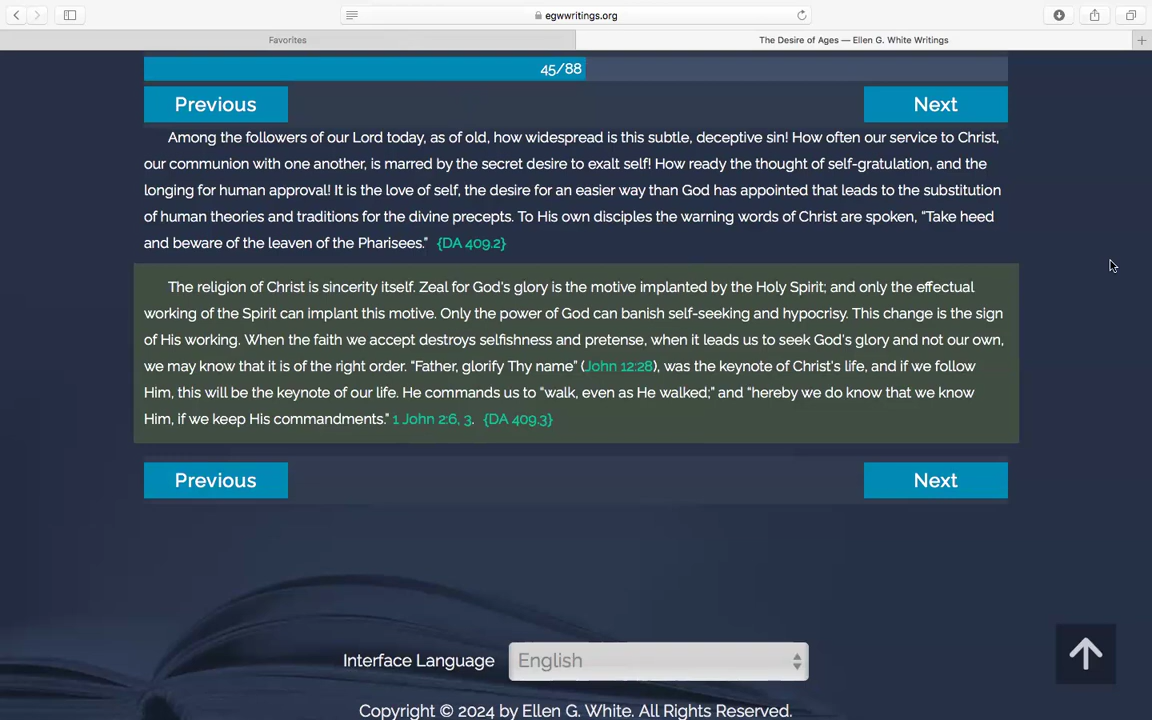 egwwritings.org
Favorites
The Desire of Ages — Ellen G. White Writings
45/88
Previous
Next
Among the followers of our Lord today, as of old, how widespread is this subtle, deceptive sin! How often our service to Christ,
our communion with one another, is marred by the secret desire to exalt self! How ready the thought of self-gratulation, and the
longing for human approval! It is the love of self, the desire for an easier way than God has appointed that leads to the substitution
of human theories and traditions for the divine precepts. To His own disciples the warning words of Christ are spoken, “Take heed
and beware of the leaven of the Pharisees.” {DA 409.2}
The religion of Christ is sincerity itself. Zeal for God's glory is the motive implanted by the Holy Spirit; and only the effectual
working of the Spirit can implant this motive. Only the power of God can banish self-seeking and hypocrisy. This change is the sign
of His working. When the faith we accept destroys selfishness and pretense, when it leads us to seek God's glory and not our own,
we may know that it is of the right order. “Father, glorify Thy name” (John 12:28), was the keynote of Christ's life, and if we follow
Him, this will be the keynote of our life. He commands us to “walk, even as He walked;” and “hereby we do know that we know
Him, if we keep His commandments.” 1 John 2:6, 3. {DA 409.3}
Previous
Next
Interface Language
English
Copyright © 2024 by Ellen G. White. All Rights Reserved.